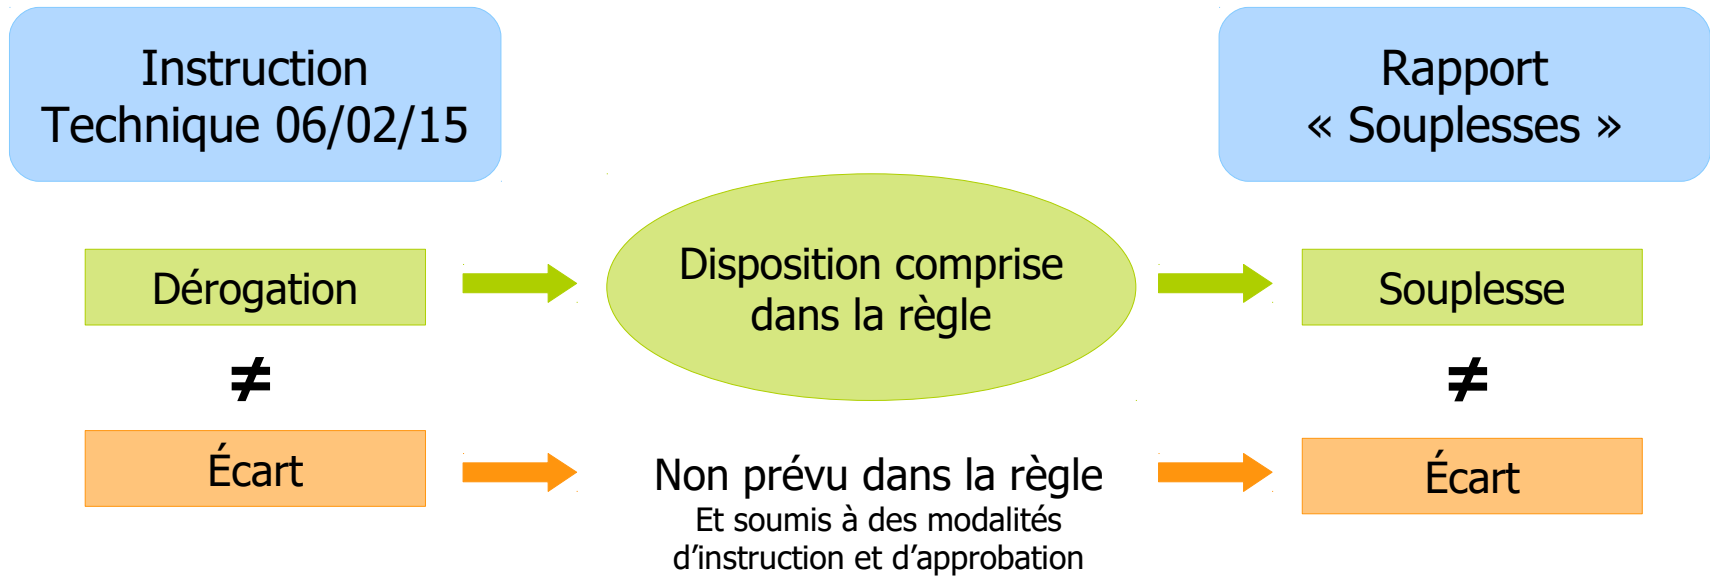 Instruction
Technique 06/02/15
Rapport
« Souplesses »
Dérogation
Disposition comprise
dans la règle
Souplesse
≠
≠
Écart
Non prévu dans la règle
Et soumis à des modalités
d’instruction et d’approbation
Écart